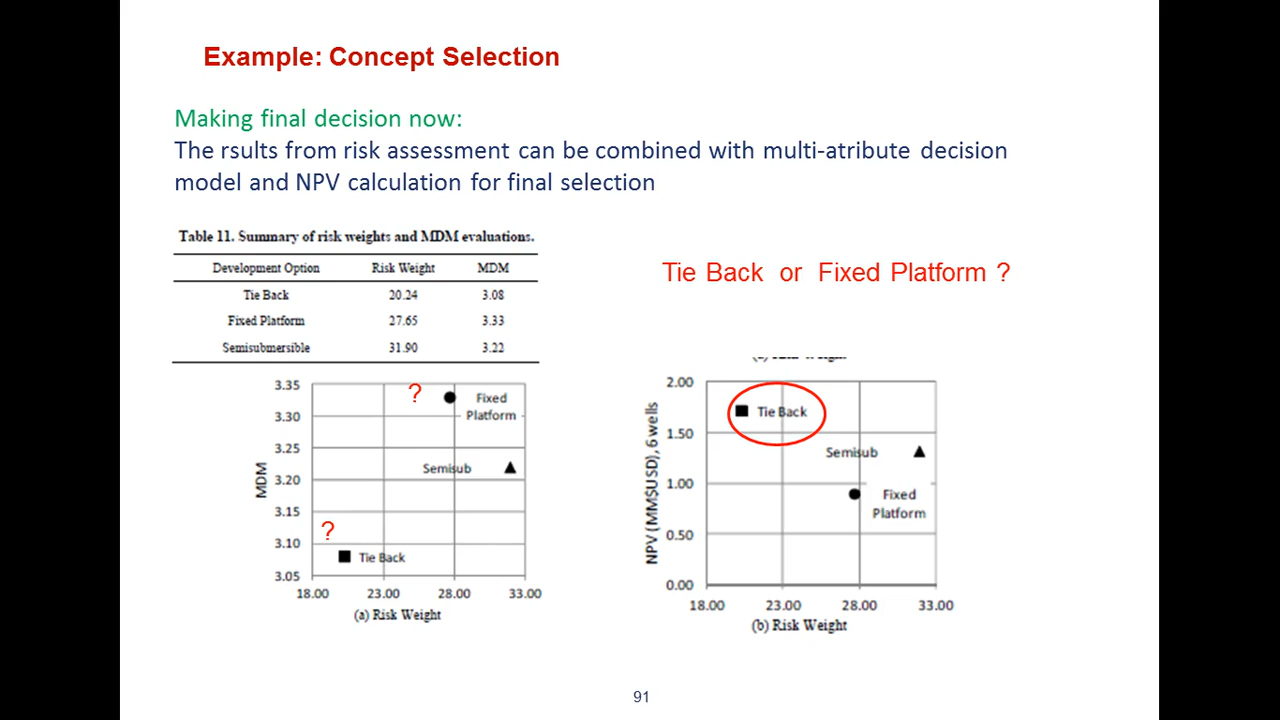 Example: Concept Selection
Making final decision now:
The rsults from risk assessment can be combined with multi-atribute decision
model and NPV calculation for final selection
Table 11. Summary of risk weights and MDM evaluations.
Development Option Risk Weight MDM
Tie Back 20.24 3.08
Fixed Platform 27.65 3.33
Semisubmersible 31.90 3.22
Tie Back or Fixed Platform ?
3.35
3.30
3.25
3.20
3.15
3.10
3.05
MDM
?
Fixed
Platform
Semisub
?
Tie Back
18.00 23.00 28.00 33.00
(a) Risk Weight
2.00
1.50
1.00
0.50
0.00
NPV (MM$USD), 6 wells
Tie Back
Semisub
Fixed
Platform
18.00 23.00 28.00 33.00
(b) Risk Weight
91